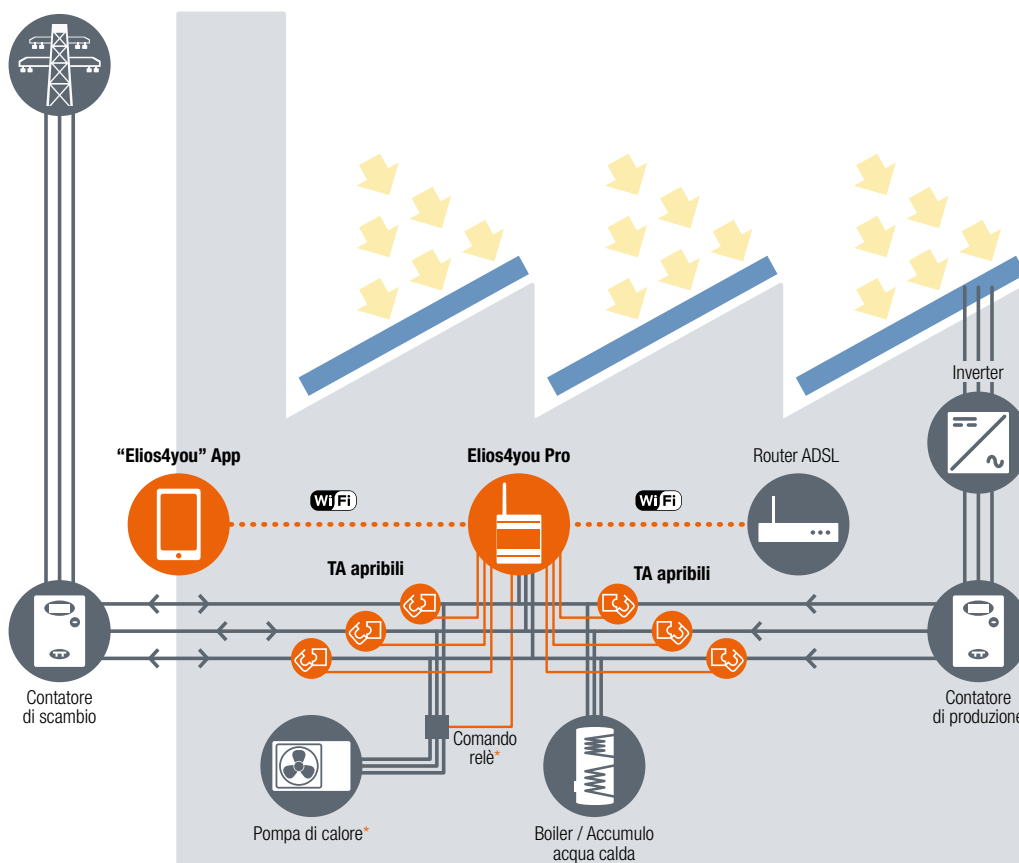 Inverter
“Elios4you” App
Elios4you Pro
Router ADSL
WiFi
WiFi
TA apribili
TA apribili
Contatore
di scambio
Contatore
di produzione
Comando
relè*
Pompa di calore*
Boiler / Accumulo
acqua calda